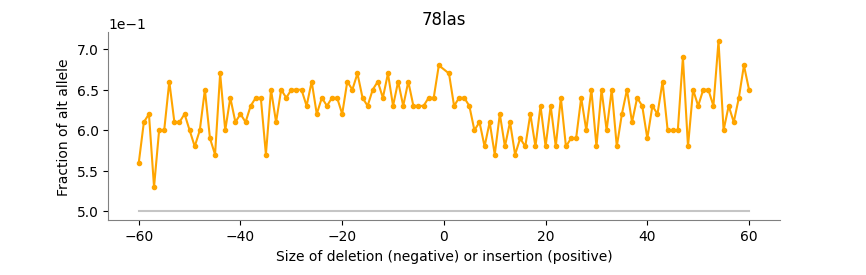 78las
1e−1
7.0
6.5
6.0
5.5
5.0
Fraction of alt allele
−60 −40 −20 0 20 40 60
Size of deletion (negative) or insertion (positive)